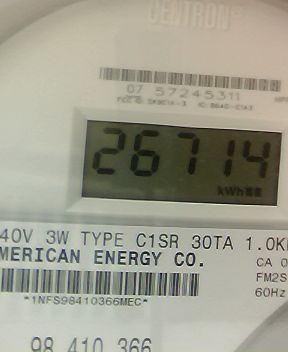 CENTRON®
07 57245311
26714
kWh
40V 3W TYPE C1SR 30TA 1.0K
MERICAN ENERGY CO.
CA 0
FM2S
60Hz
*1NFS98410366MEC*
98 410 366